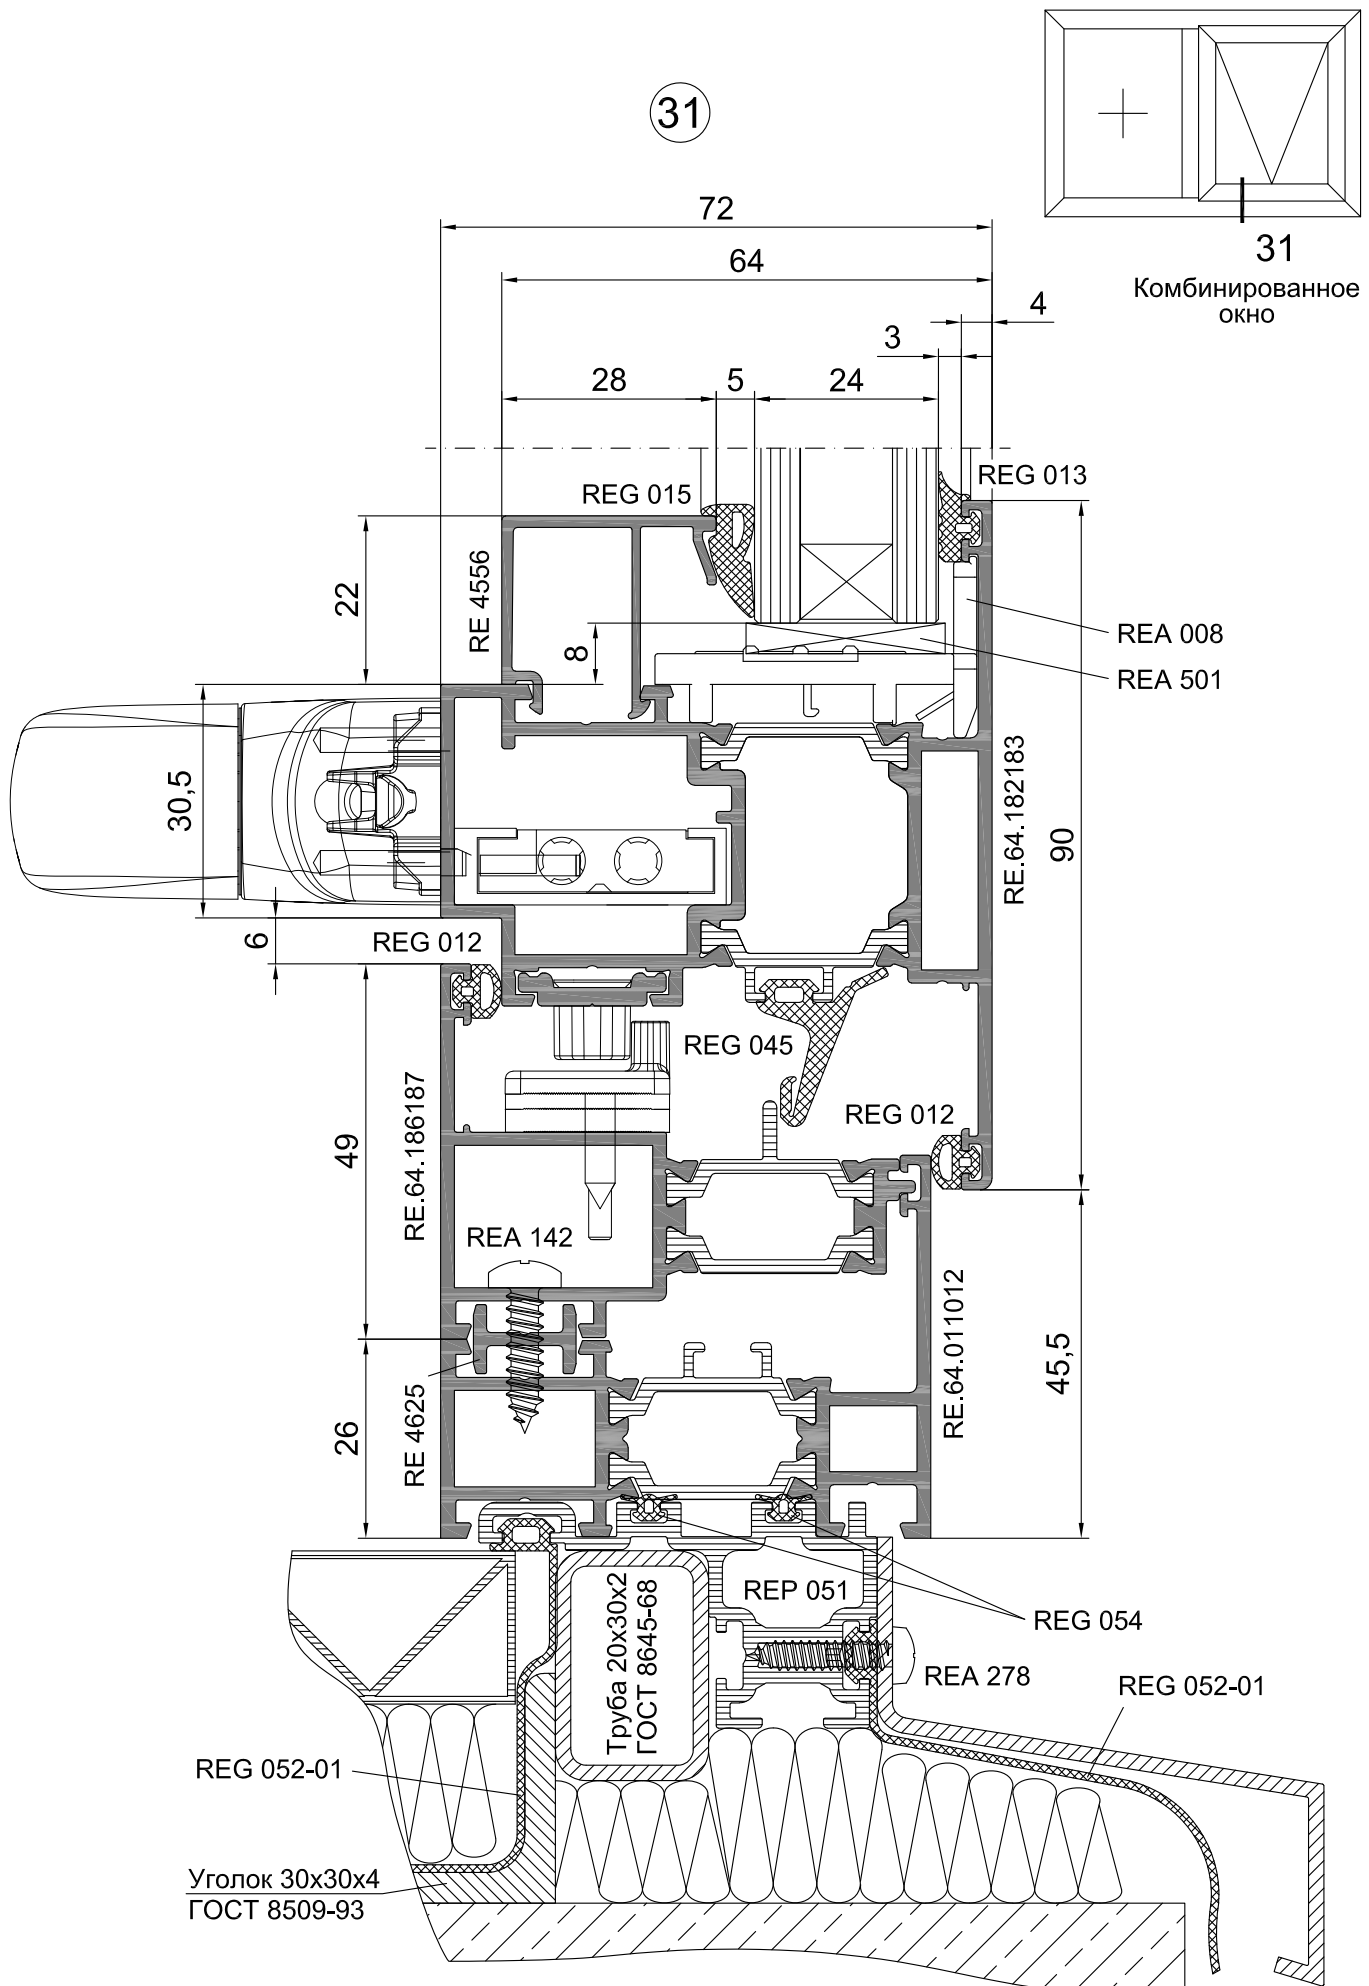 31
31
Комбинированное
окно
72
64
4
3
28
5
24
REG 015
REG 013
22
RE 4556
8
REA 008
REA 501
30,5
RE.64.182183
90
6
REG 012
REG 045
REG 012
49
RE.64.186187
REA 142
RE.64.011012
45,5
26
RE 4625
Труба 20x30x2
ГОСТ 8645-68
REP 051
REG 054
REA 278
REG 052-01
REG 052-01
Уголок 30x30x4
ГОСТ 8509-93